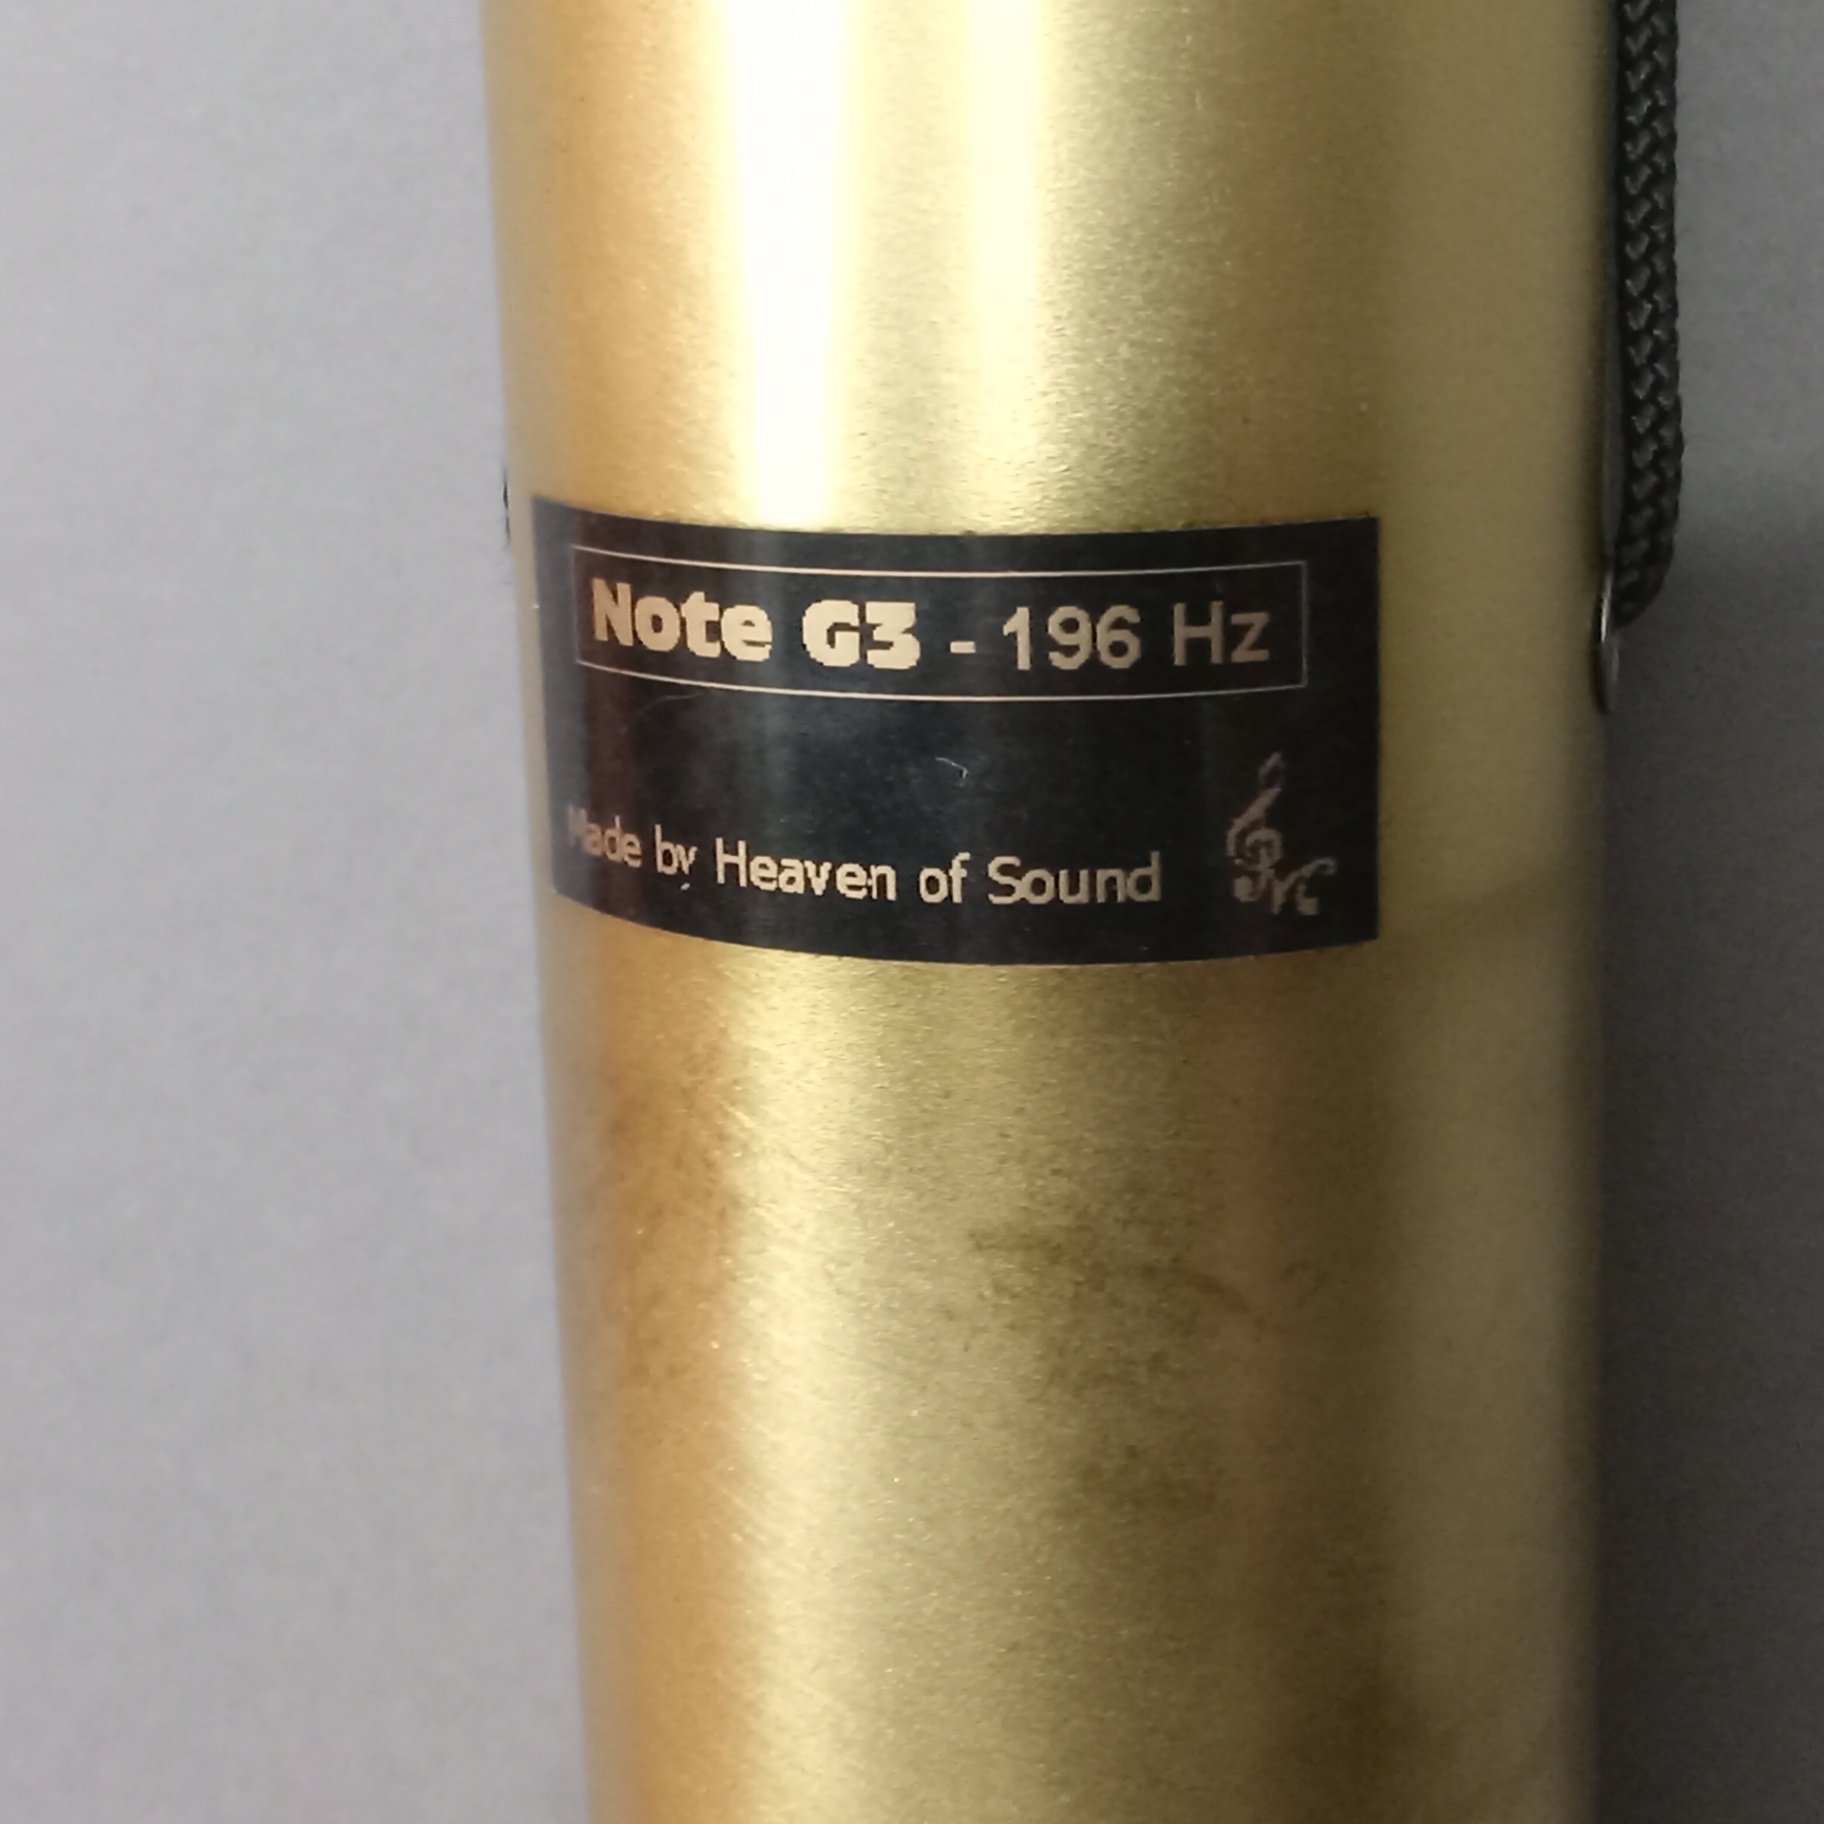 Note G3 - 196 Hz
Made by Heaven of Sound